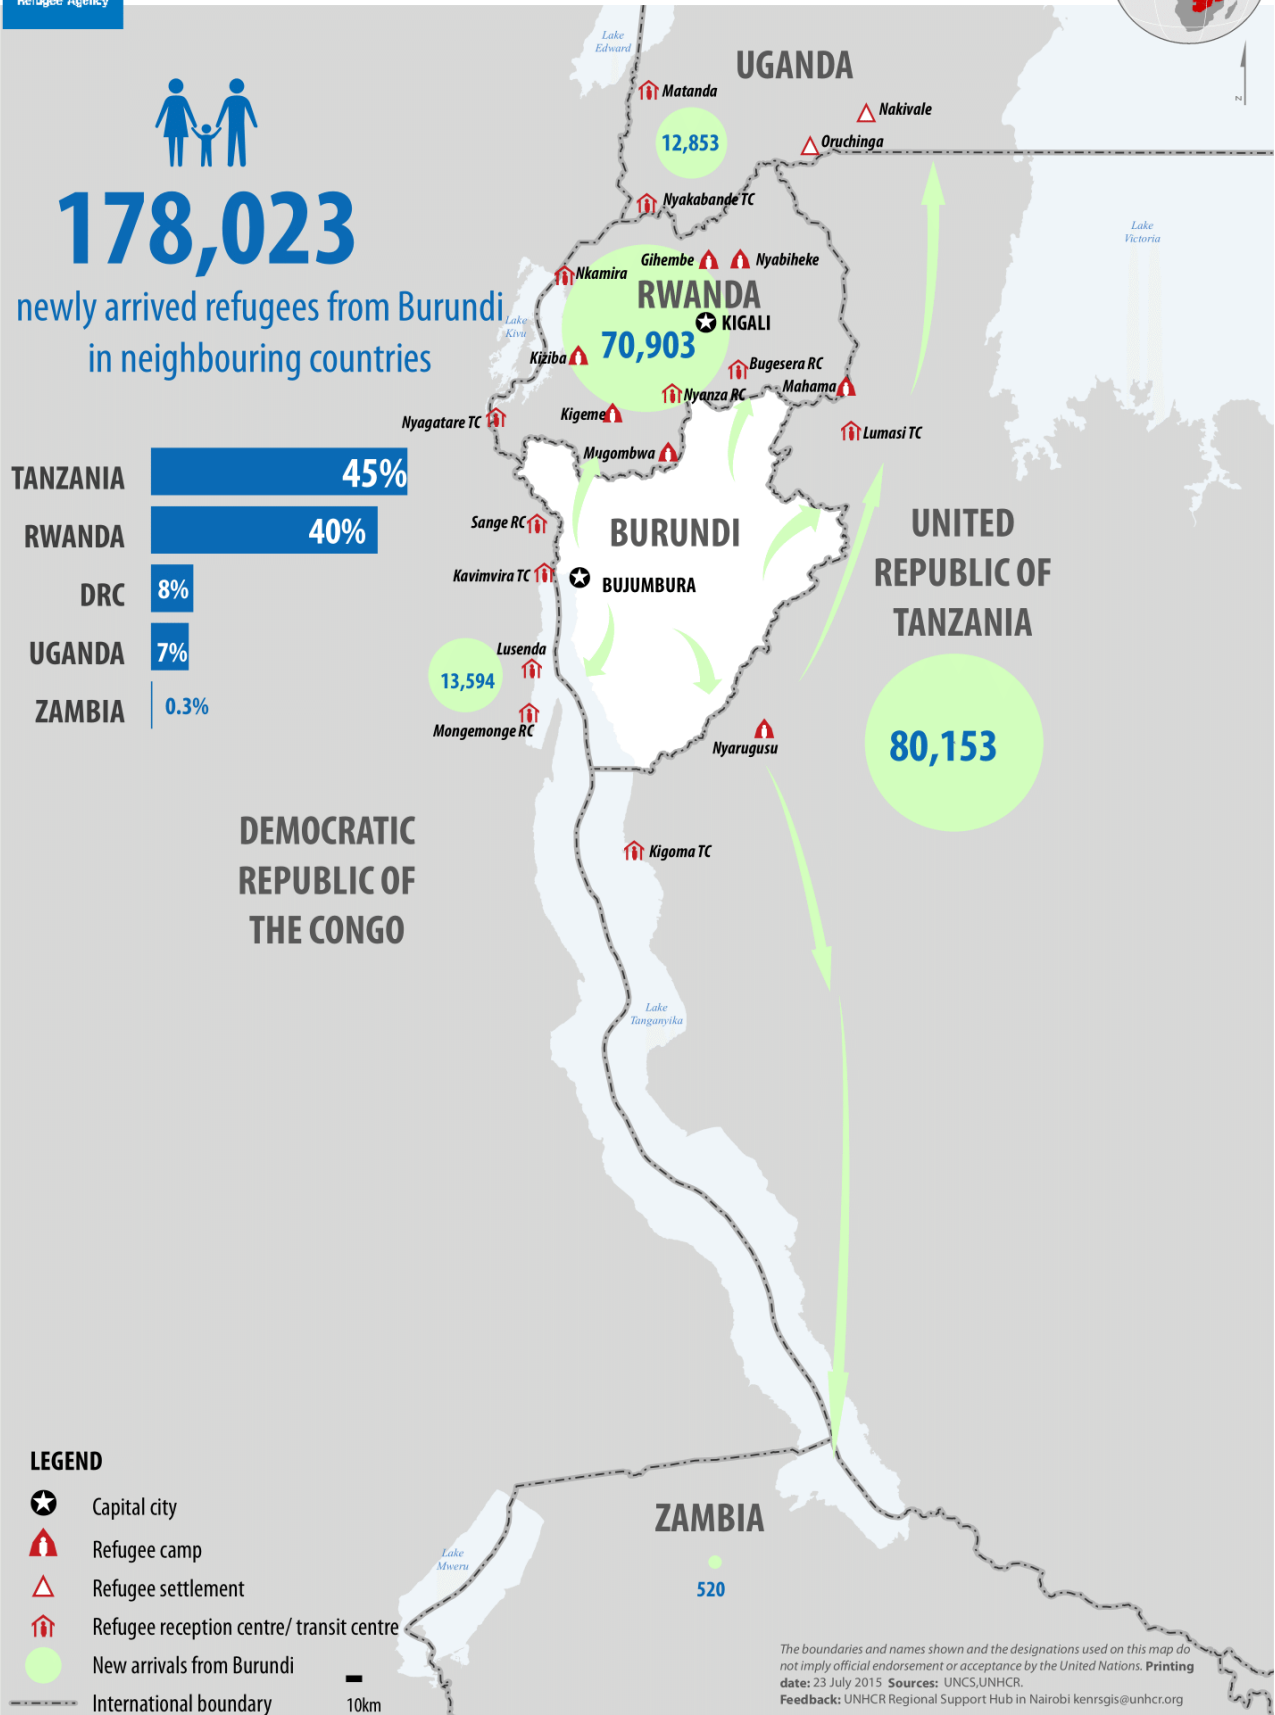 Refugee Agency
178,023
newly arrived refugees from Burundi
in neighbouring countries
TANZANIA 45%
RWANDA 40%
DRC 8%
UGANDA 7%
ZAMBIA 0.3%
Lake
Edward
UGANDA
Matanda
12,853
Nakivale
Oruchinga
N
Nyakabande TC
Lake
Victoria
Gihembe
Nyabiheke
Nkamira
RWANDA
KIGALI
Lake
Kivu
70,903
Kiziba
Bugesera RC
Mahama
Nyanza RC
Nyagatare TC
Kigeme
Lumasi TC
Mugombwa
Sange RC
BURUNDI
UNITED
REPUBLIC OF
TANZANIA
Kavimvira TC
BUJUMBURA
Lusenda
13,594
Mongemonge RC
Nyarugusu
80,153
DEMOCRATIC
REPUBLIC OF
THE CONGO
Kigoma TC
Lake
Tanganyika
ZAMBIA
520
Lake
Mweru
LEGEND
Capital city
Refugee camp
Refugee settlement
Refugee reception centre/ transit centre
New arrivals from Burundi
International boundary
10km
The boundaries and names shown and the designations used on this map do
not imply official endorsement or acceptance by the United Nations. Printing
date: 23 July 2015 Sources: UNCS,UNHCR.
Feedback: UNHCR Regional Support Hub in Nairobi kenrsgis@unhcr.org